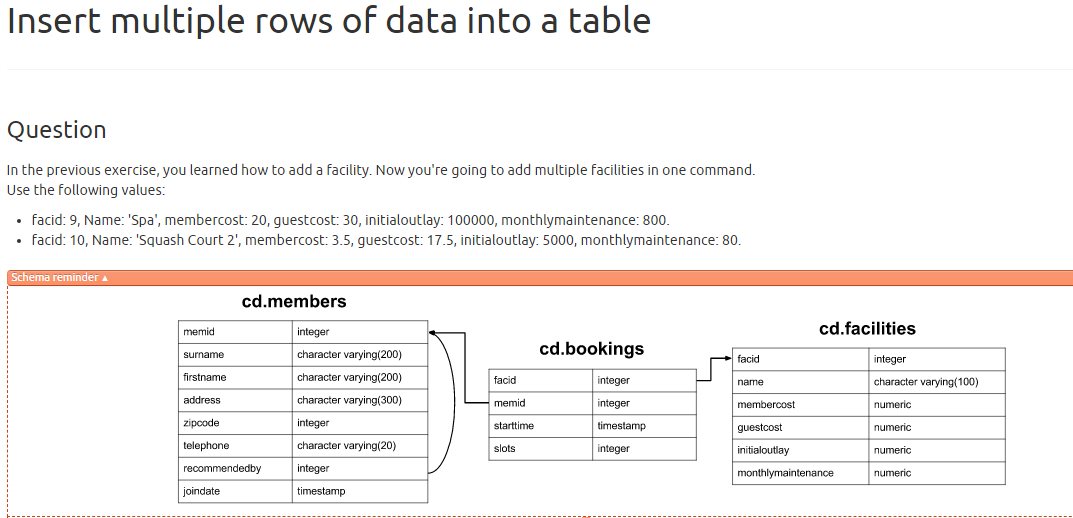 Insert multiple rows of data into a table
Question
In the previous exercise, you learned how to add a facility. Now you're going to add multiple facilities in one command.
Use the following values:
• facid: 9, Name: 'Spa', membercost: 20, guestcost: 30, initialoutlay: 100000, monthlymaintenance: 800.
• facid: 10, Name: 'Squash Court 2', membercost: 3.5, guestcost: 17.5, initialoutlay: 5000, monthlymaintenance: 80.
Schema reminder ▲
cd.members
memid integer
surname character varying(200)
firstname character varying(200)
address character varying(300)
zipcode integer
telephone character varying(20)
recommendedby integer
joindate timestamp
cd.bookings
facid integer
memid integer
starttime timestamp
slots integer
cd.facilities
facid integer
name character varying(100)
membercost numeric
guestcost numeric
initialoutlay numeric
monthlymaintenance numeric